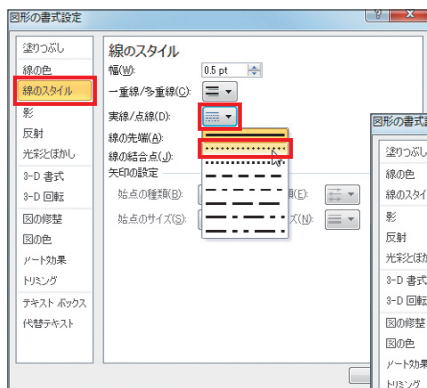 図形の書式設定
塗りつぶし
線の色
線のスタイル
影
反射
光彩とぼかし
3-D 書式
3-D 回転
図の修整
図の色
アート効果
トリミング
テキスト ボックス
代替テキスト
線のスタイル
幅(W):
0.5 pt
一重線/多重線(C):
実線/点線(D):
線の先端(A):
線の結合点(J):
矢印の設定
始点の種類(B):
(E):
始点のサイズ(S):
ズ(N):
図形の書式
塗りつぶし
線の色
線のスタイ
影
反射
光彩とぼか
3-D 書式
3-D 回転
図の修整
図の色
アート効果
トリミング